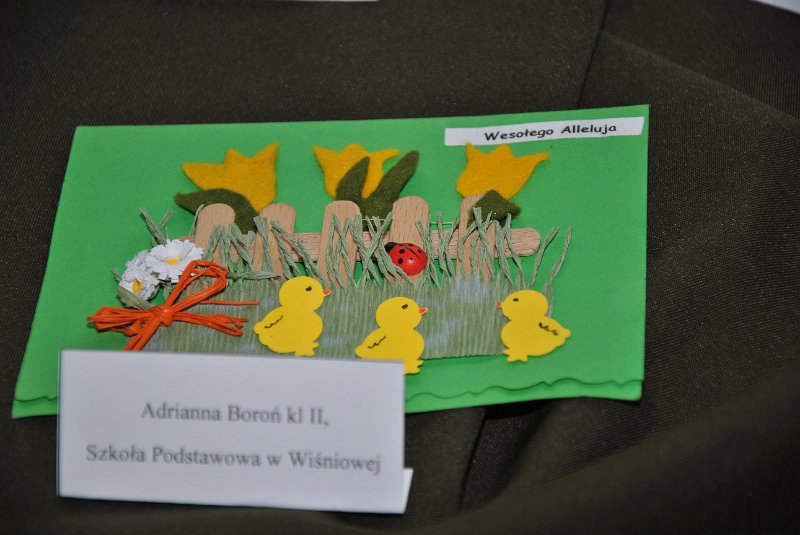 Wesołego Alleluja
Adrianna Boroń kl II,
Szkoła Podstawowa w Wiśniowej